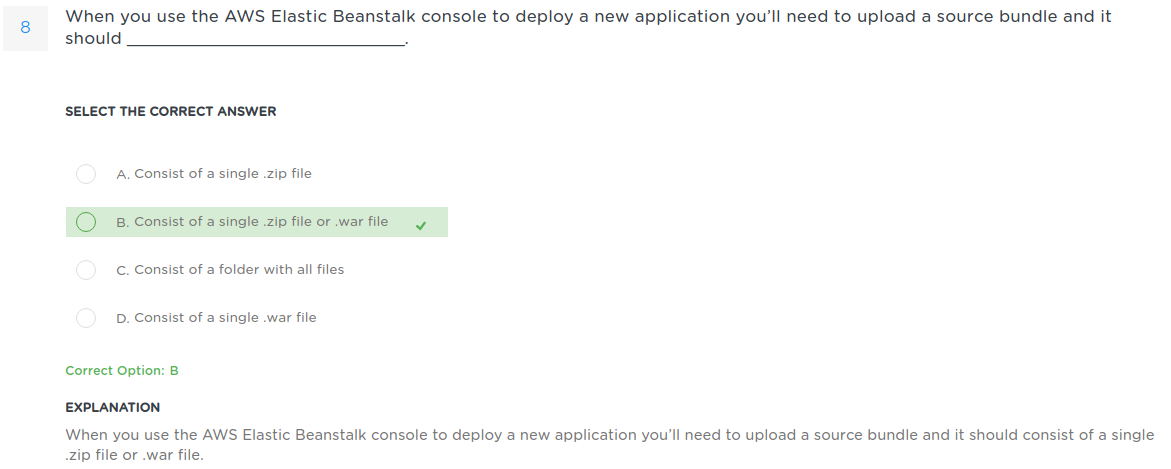 8
When you use the AWS Elastic Beanstalk console to deploy a new application you’ll need to upload a source bundle and it
should ______________________________.
SELECT THE CORRECT ANSWER
A. Consist of a single .zip file
B. Consist of a single .zip file or .war file
C. Consist of a folder with all files
D. Consist of a single .war file
Correct Option: B
EXPLANATION
When you use the AWS Elastic Beanstalk console to deploy a new application you’ll need to upload a source bundle and it should consist of a single
.zip file or .war file.